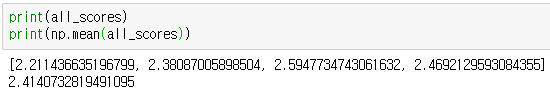 print(all_scores)
print(np.mean(all_scores))
[2.211436635196799, 2.38087005898504, 2.5947734743061632, 2.4692129593084355]
2.4140732819491095